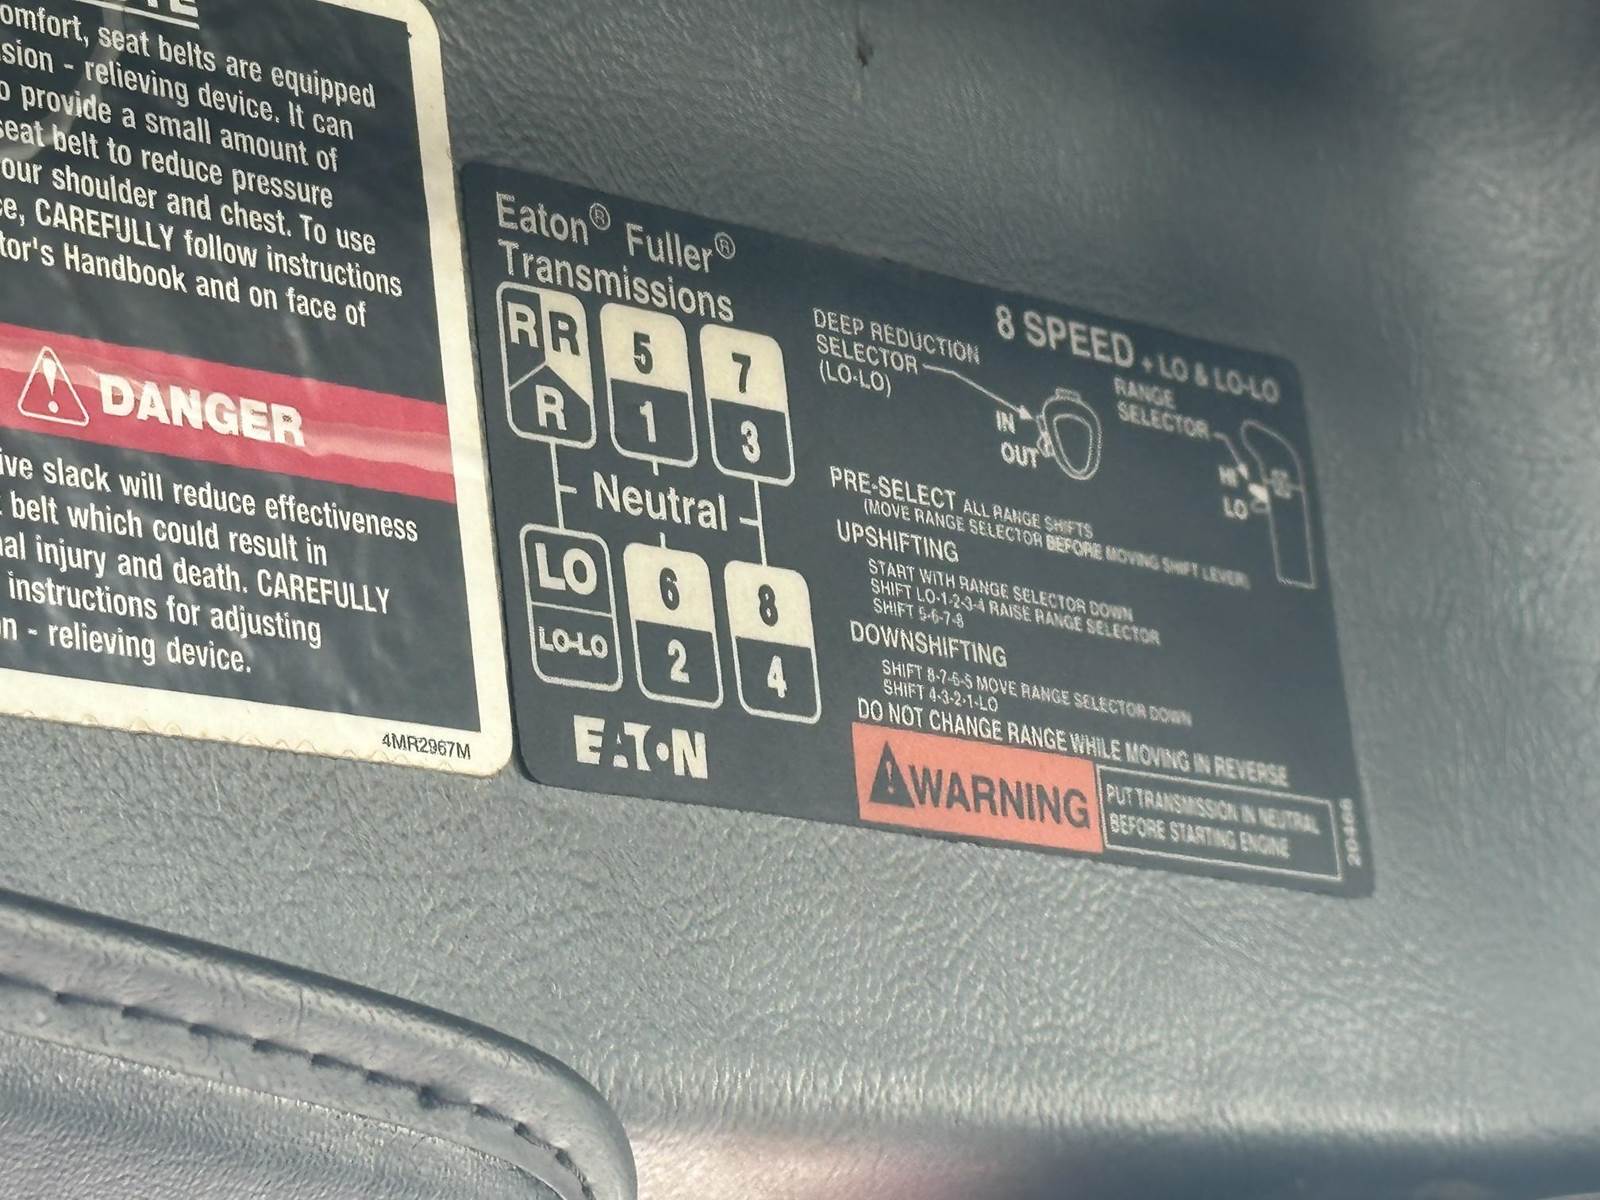 omfort, seat belts are equipped
sion - relieving device. It can
o provide a small amount of
seat belt to reduce pressure
our shoulder and chest. To use
ce, CAREFULLY follow instructions
tor's Handbook and on face of
DANGER
ive slack will reduce effectiveness
belt which could result in
nal injury and death. CAREFULLY
instructions for adjusting
n - relieving device.
4MR2967M
Eaton® Fuller®
Transmissions
R R 5 7
R 1 3
Neutral
LO 6 8
LO-LO 2 4
EATON
8 SPEED + LO & LO-LO
DEEP REDUCTION
SELECTOR
(LO-LO)
IN
OUT
RANGE
SELECTOR
HI
LO
PRE-SELECT ALL RANGE SHIFTS
(MOVE RANGE SELECTOR BEFORE MOVING SHIFT LEVER)
UPSHIFTING
START WITH RANGE SELECTOR DOWN
SHIFT LO-1-2-3-4 RAISE RANGE SELECTOR
SHIFT 5-6-7-8
DOWNSHIFTING
SHIFT 8-7-6-5 MOVE RANGE SELECTOR DOWN
SHIFT 4-3-2-1-LO
DO NOT CHANGE RANGE WHILE MOVING IN REVERSE
WARNING
PUT TRANSMISSION IN NEUTRAL
BEFORE STARTING ENGINE